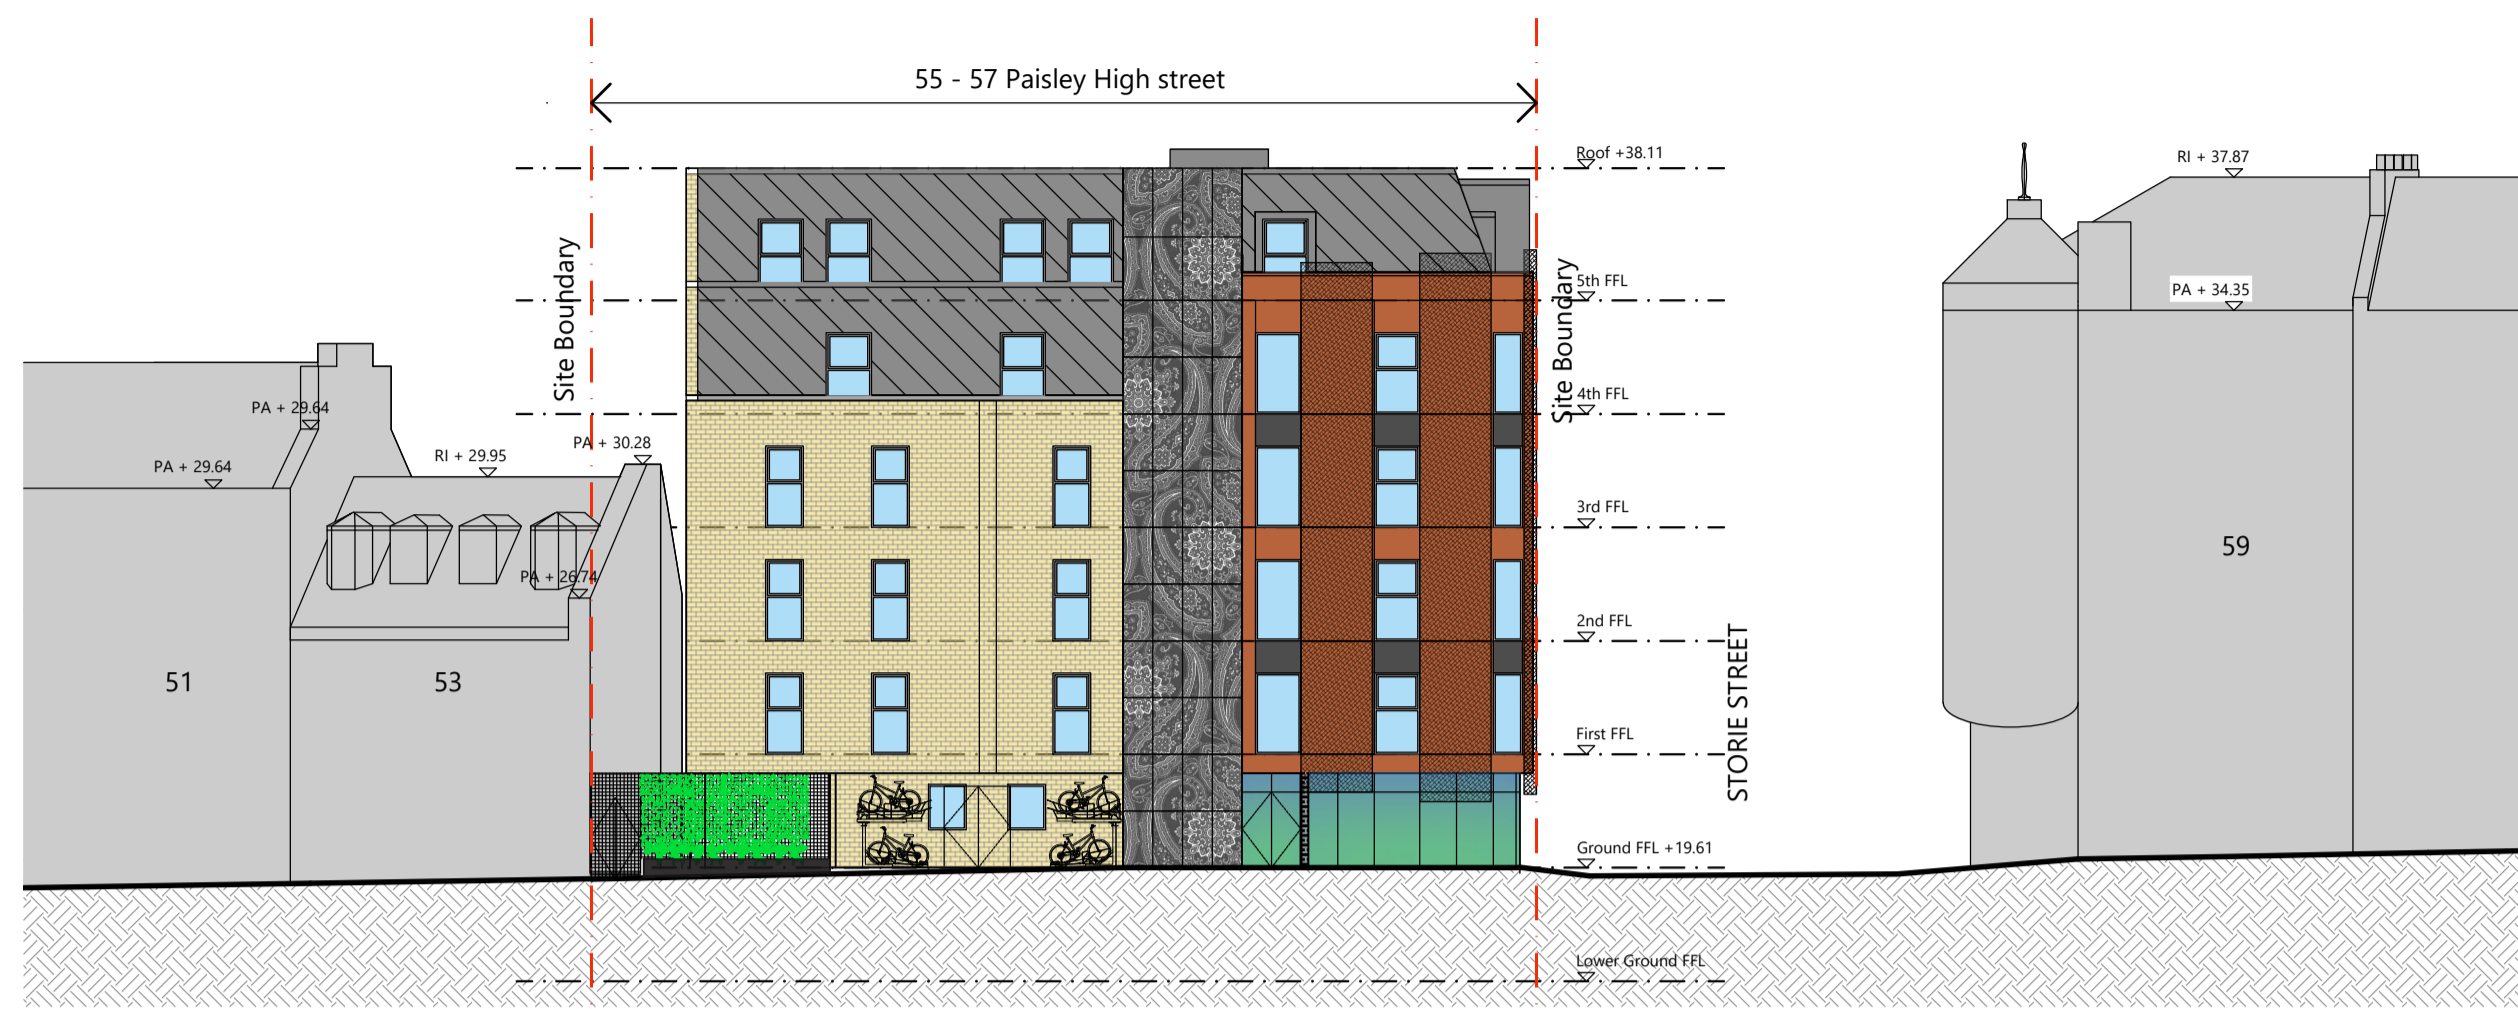 55 - 57 Paisley High street
Roof +38.11
RI + 37.87
Site Boundary
Site Boundary
5th FFL
PA + 34.35
4th FFL
PA + 29.64
PA + 30.28
RI + 29.95
PA + 29.64
3rd FFL
59
PA + 26.74
2nd FFL
51
53
STORIE STREET
First FFL
Ground FFL +19.61
Lower Ground FFL